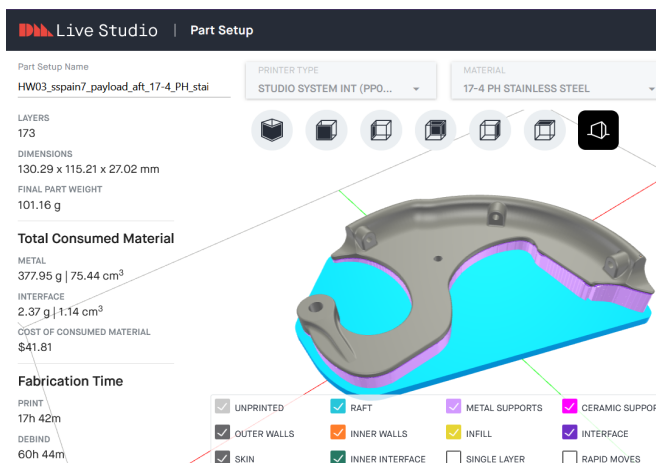 DM Live Studio | Part Setup
Part Setup Name
HW03_sspain7_payload_aft_17-4_PH_stai
PRINTER TYPE
STUDIO SYSTEM INT (PP0...
MATERIAL
17-4 PH STAINLESS STEEL
LAYERS
173
DIMENSIONS
130.29 x 115.21 x 27.02 mm
FINAL PART WEIGHT
101.16 g
Total Consumed Material
METAL
377.95 g | 75.44 cm³
INTERFACE
2.37 g | 1.14 cm³
COST OF CONSUMED MATERIAL
$41.81
Fabrication Time
PRINT
17h 42m
DEBIND
60h 44m
UNPRINTED RAFT METAL SUPPORTS CERAMIC SUPPOR
OUTER WALLS INNER WALLS INFILL INTERFACE
SKIN INNER INTERFACE SINGLE LAYER RAPID MOVES